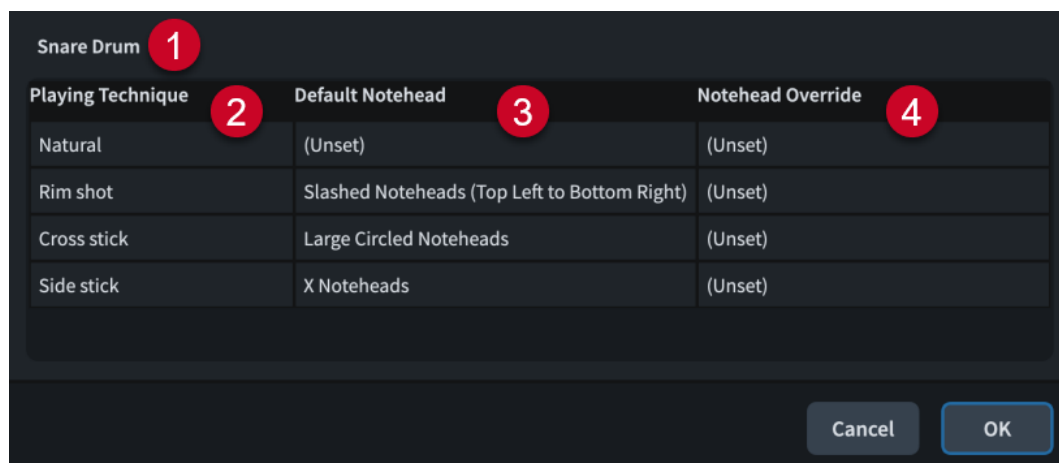 Snare Drum 1
Playing Technique 2 Default Notehead 3 Notehead Override 4
Natural (Unset) (Unset)
Rim shot Slashed Noteheads (Top Left to Bottom Right) (Unset)
Cross stick Large Circled Noteheads (Unset)
Side stick X Noteheads (Unset)
Cancel OK